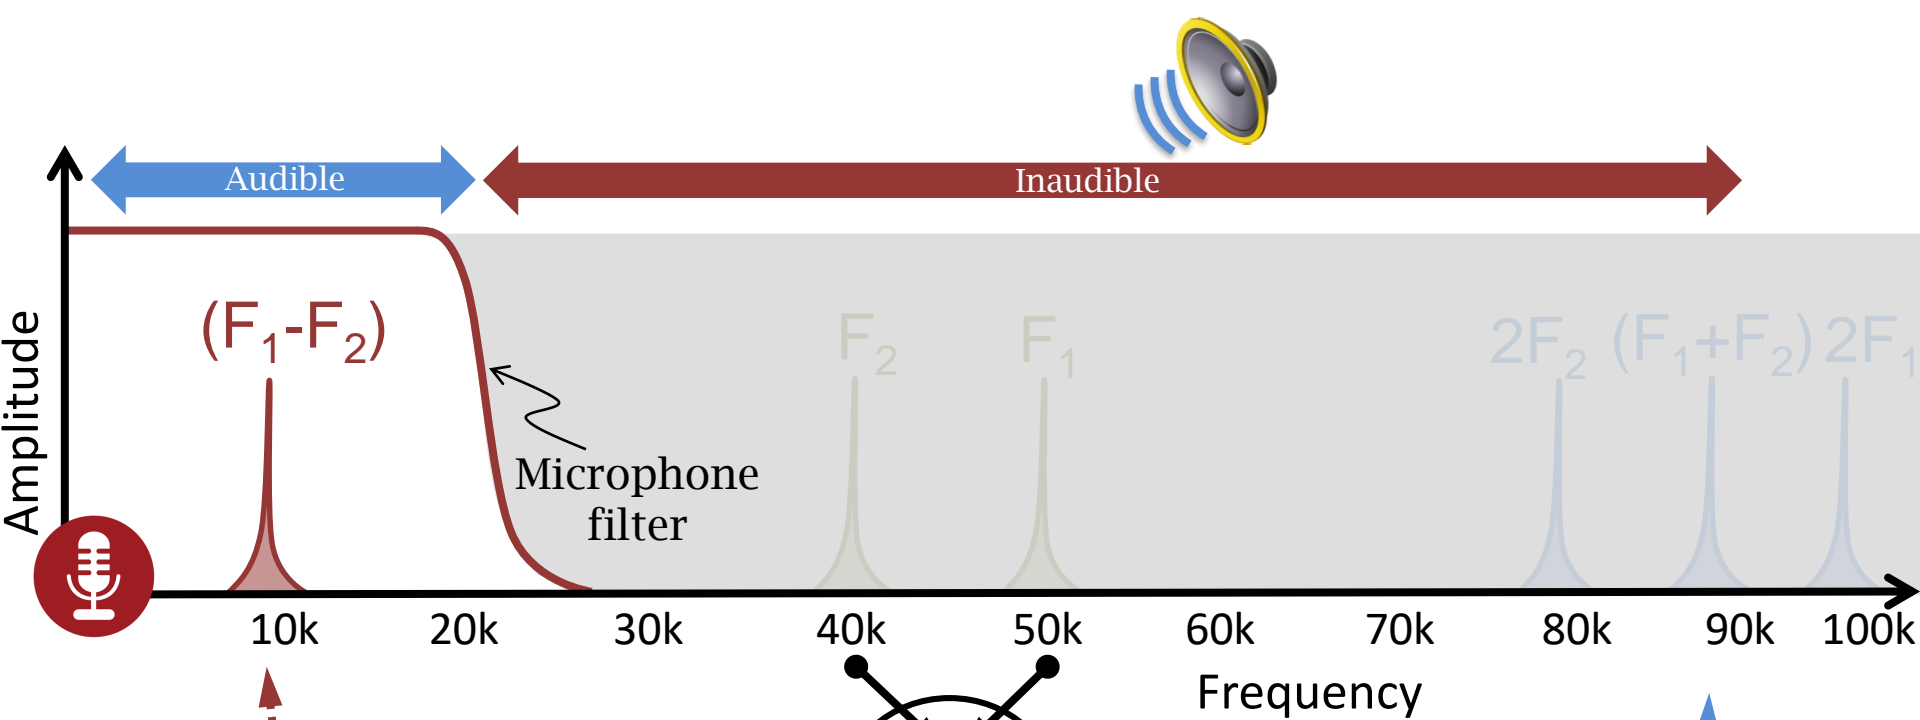 Audible
Inaudible
(F₁-F₂)
F₂
F₁
2F₂ (F₁+F₂) 2F₁
Amplitude
Microphone
filter
10k 20k 30k 40k 50k 60k 70k 80k 90k 100k
Frequency